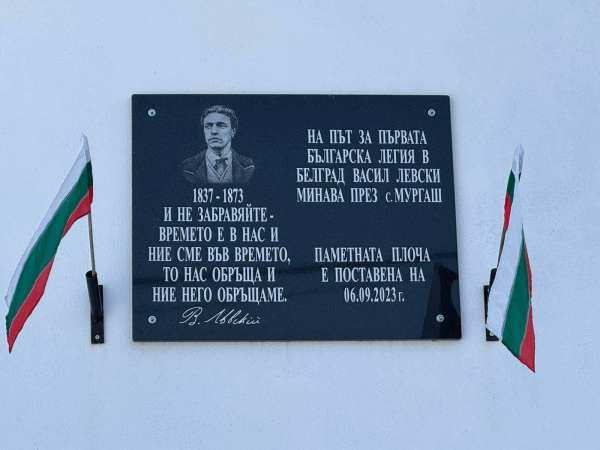 1837 - 1873
И НЕ ЗАБРАВЯЙТЕ -
ВРЕМЕТО Е В НАС И
НИЕ СМЕ ВЪВ ВРЕМЕТО,
ТО НАС ОБРЪЩА И
НИЕ НЕГО ОБРЪЩАМЕ.
В. Лѣвскій
НА ПЪТ ЗА ПЪРВАТА
БЪЛГАРСКА ЛЕГИЯ В
БЕЛГРАД ВАСИЛ ЛЕВСКИ
МИНАВА ПРЕЗ с.МУРГАШ
ПАМЕТНАТА ПЛОЧА
Е ПОСТАВЕНА НА
06.09.2023 г.